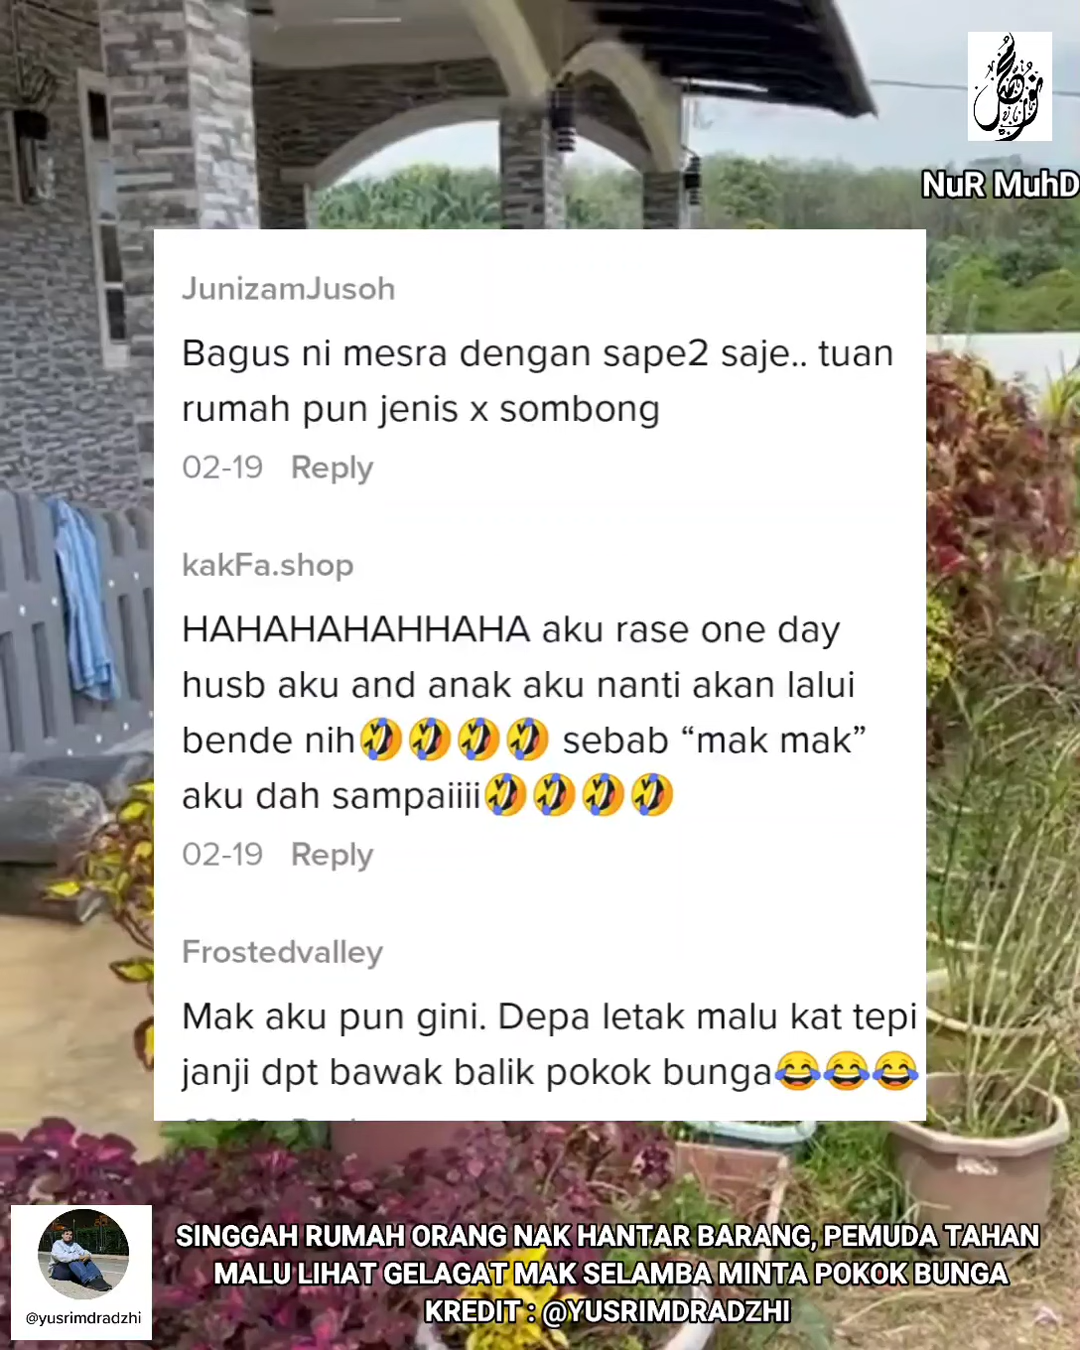 NuR MuhD
JunizamJusoh
Bagus ni mesra dengan sape2 saje.. tuan
rumah pun jenis x sombong
02-19 Reply
kakFa.shop
HAHAHAHAHHAHA aku rase one day
husb aku and anak aku nanti akan lalui
bende nih🤣🤣🤣🤣 sebab “mak mak”
aku dah sampaiiii🤣🤣🤣🤣
02-19 Reply
Frostedvalley
Mak aku pun gini. Depa letak malu kat tepi
janji dpt bawak balik pokok bunga😂😂😂
@yusrimdradzhi
SINGGAH RUMAH ORANG NAK HANTAR BARANG, PEMUDA TAHAN
MALU LIHAT GELAGAT MAK SELAMBA MINTA POKOK BUNGA
KREDIT : @YUSRIMDRADZHI